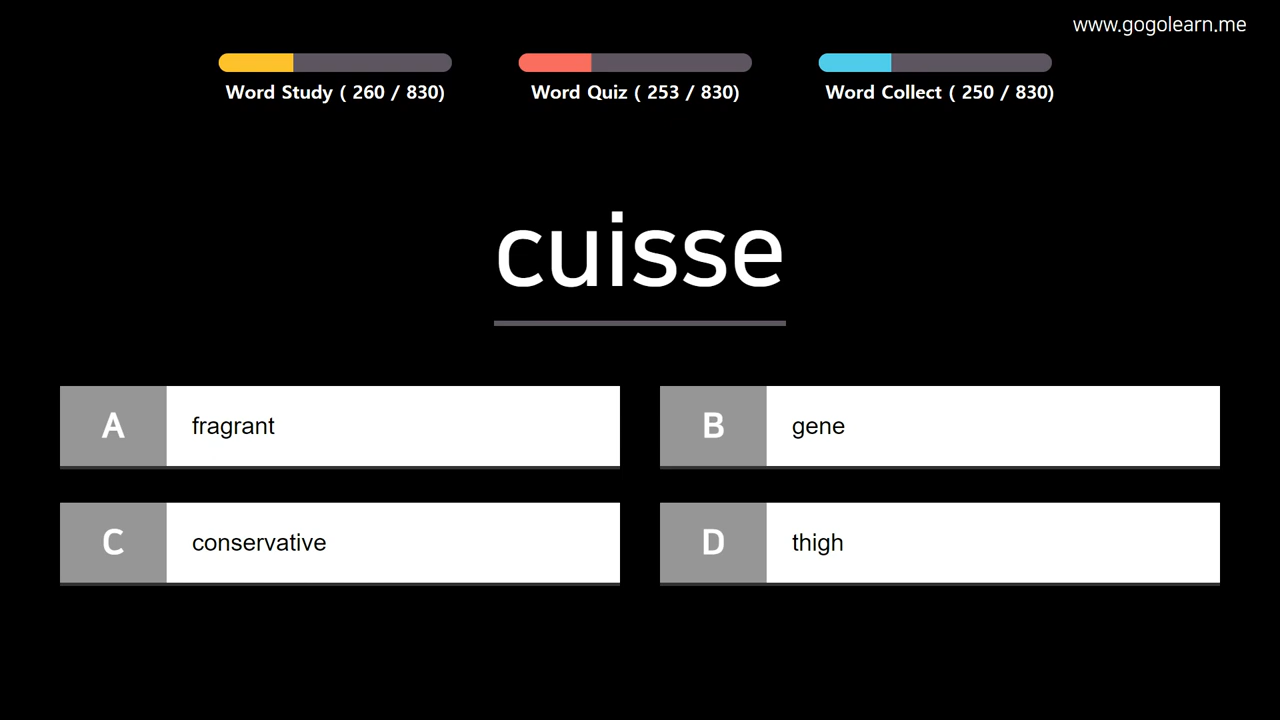 www.gogolearn.me
Word Study ( 260 / 830)
Word Quiz ( 253 / 830)
Word Collect ( 250 / 830)
cuisse
A fragrant
B gene
C conservative
D thigh